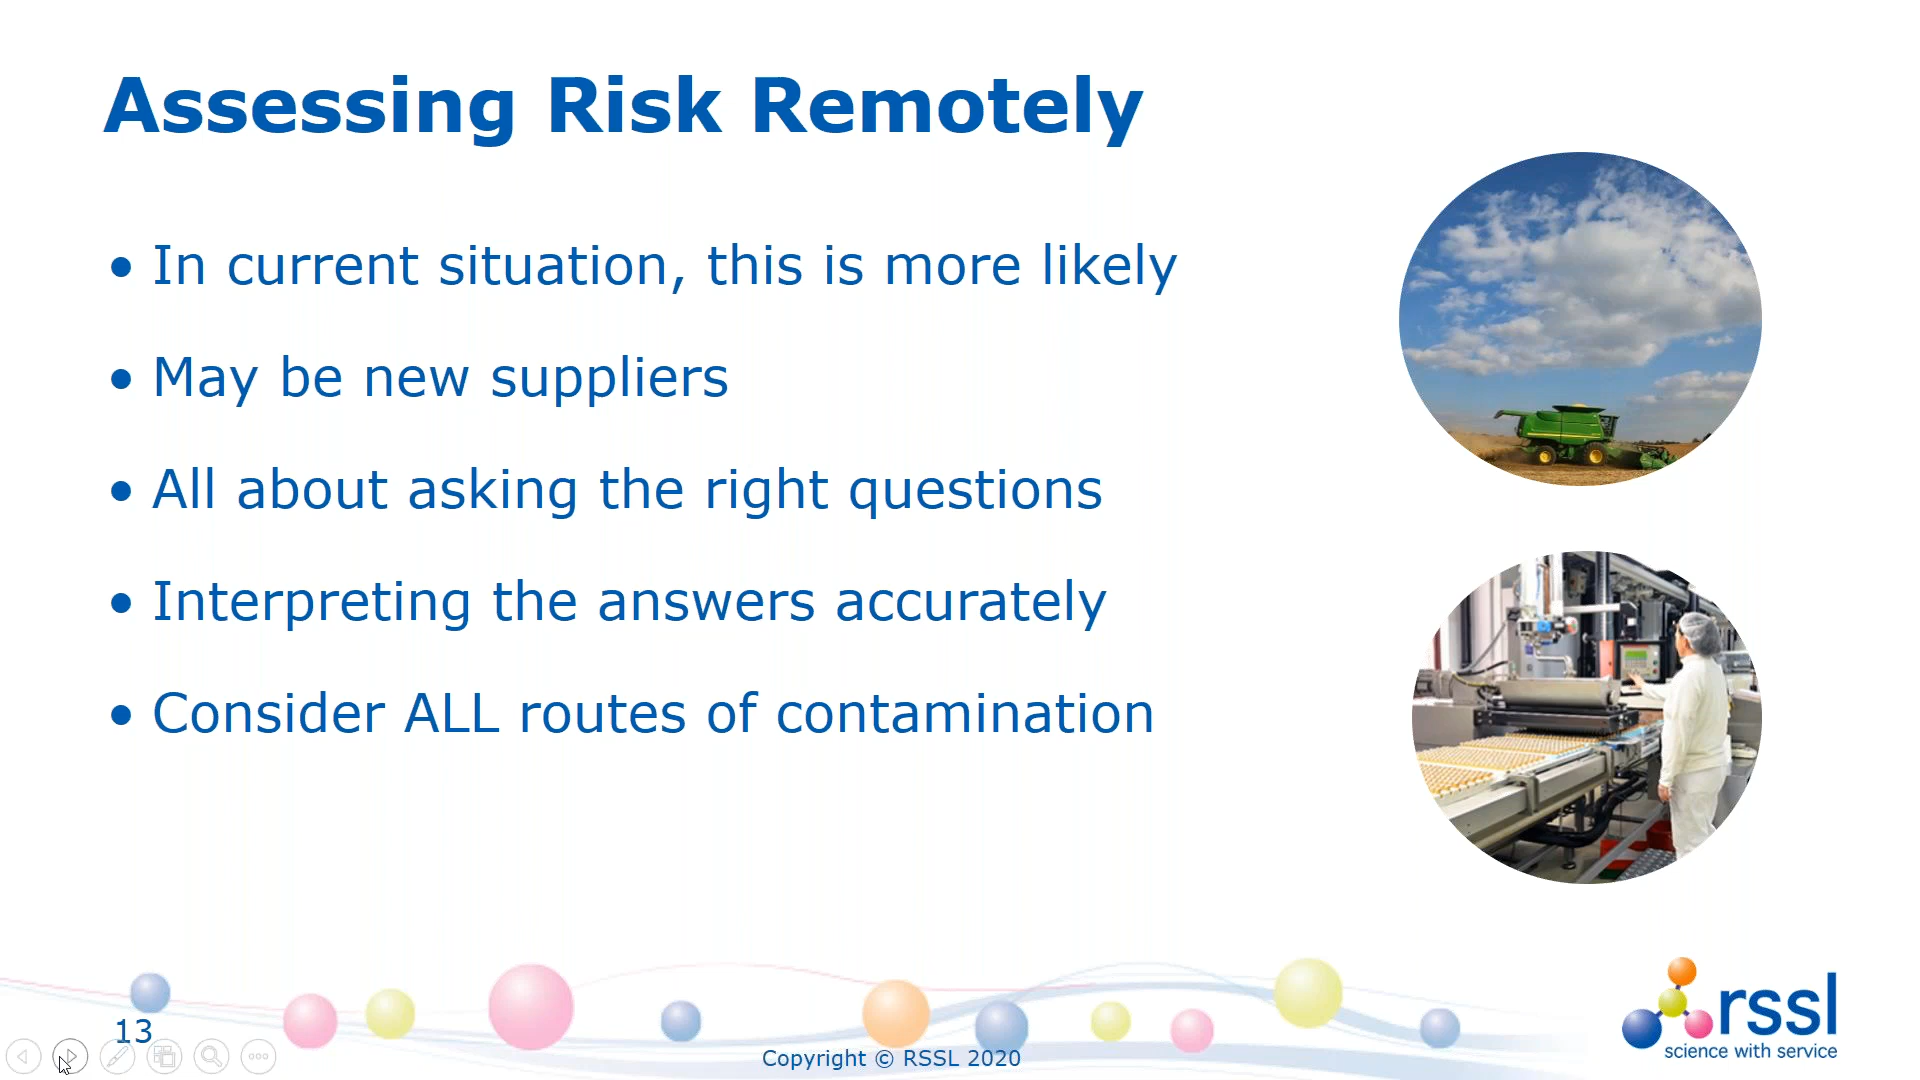 Assessing Risk Remotely
• In current situation, this is more likely
• May be new suppliers
• All about asking the right questions
• Interpreting the answers accurately
• Consider ALL routes of contamination
13
Copyright © RSSL 2020
rssl
science with service